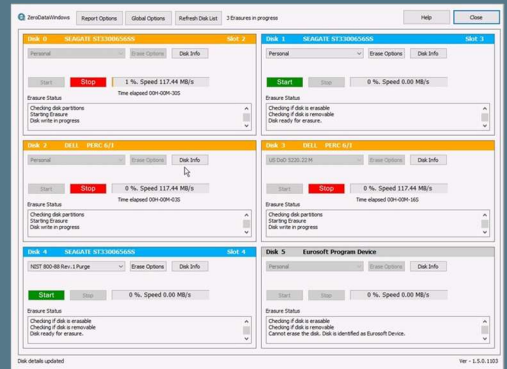 ZeroDataWindows Report Options Global Options Refresh Disk List 3 Erasures in progress Help Close
Disk 0 SEAGATE ST3300656SS Slot 2
Personal Erase Options Disk Info
Start Stop 1 %. Speed 117.44 MB/s
Time elapsed 00H-00M-30S
Erasure Status
Checking disk partitions
Starting Erasure
Disk write in progress
Disk 1 SEAGATE ST3300656SS Slot 3
Personal Erase Options Disk Info
Start Stop 0 %. Speed 0.00 MB/s
Erasure Status
Checking if disk is erasable
Checking if disk is removable
Disk ready for erasure.
Disk 2 DELL PERC 6/I
Personal Erase Options Disk Info
Start Stop 0 %. Speed 117.44 MB/s
Time elapsed 00H-00M-03S
Erasure Status
Checking disk partitions
Starting Erasure
Disk write in progress
Disk 3 DELL PERC 6/I
US DoD 5220.22 M Erase Options Disk Info
Start Stop 0 %. Speed 117.44 MB/s
Time elapsed 00H-00M-16S
Erasure Status
Checking disk partitions
Starting Erasure
Disk write in progress
Disk 4 SEAGATE ST3300656SS Slot 4
NIST 800-88 Rev.1 Purge Erase Options Disk Info
Start Stop 0 %. Speed 0.00 MB/s
Erasure Status
Checking if disk is erasable
Checking if disk is removable
Disk ready for erasure.
Disk 5 Eurosoft Program Device
Personal Erase Options Disk Info
Start Stop 0 %. Speed 0.00 MB/s
Erasure Status
Checking if disk is erasable
Checking if disk is removable
Cannot erase the disk. Disk is identified as Eurosoft Device.
Disk details updated Ver - 1.5.0.1103